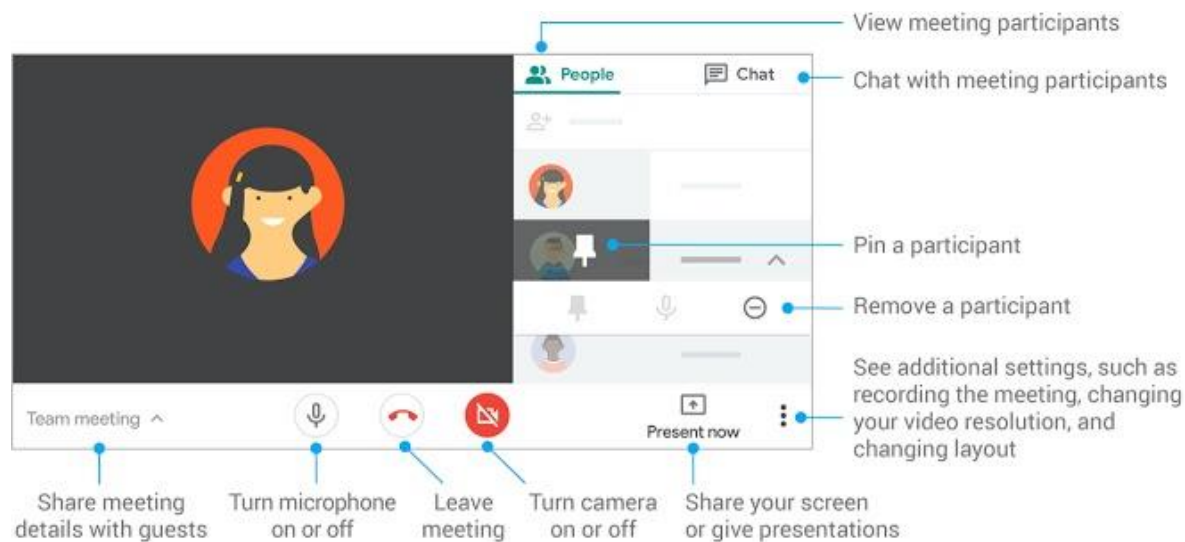 View meeting participants
People
Chat
Chat with meeting participants
Pin a participant
Remove a participant
See additional settings, such as
recording the meeting, changing
your video resolution, and
changing layout
Team meeting
Present now
Share meeting
details with guests
Turn microphone
on or off
Leave
meeting
Turn camera
on or off
Share your screen
or give presentations